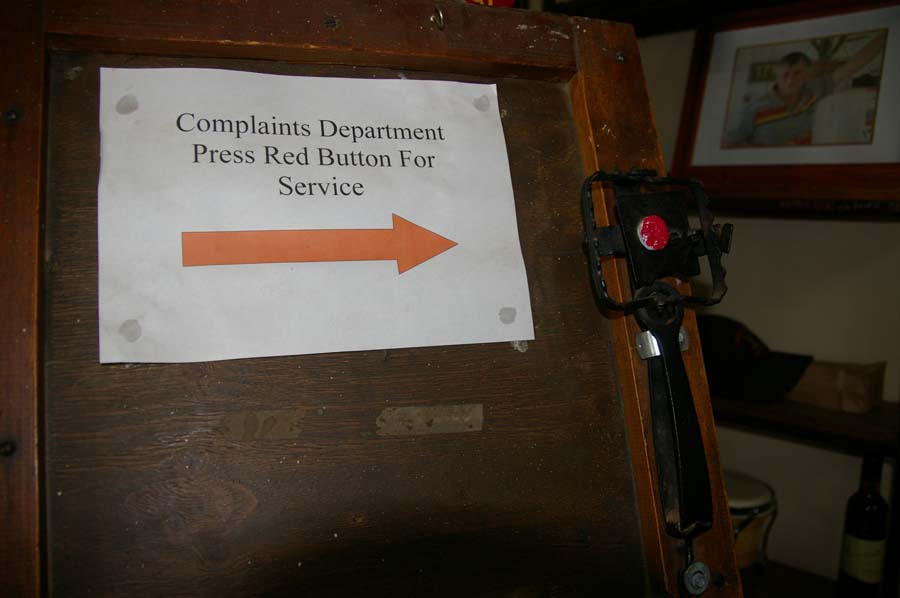 Complaints Department
Press Red Button For
Service